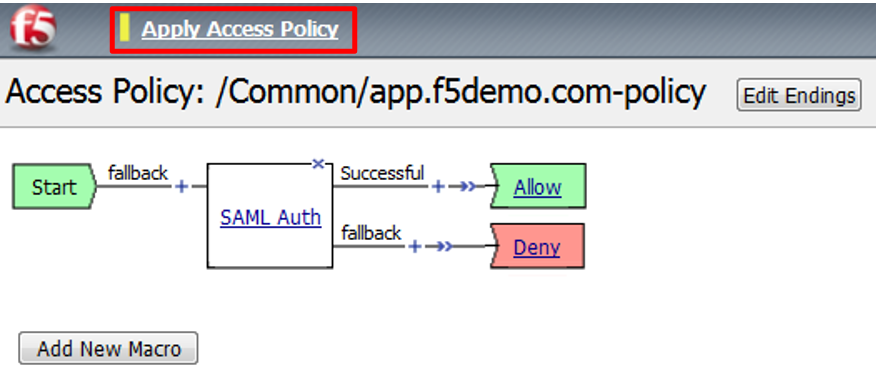 f5
Apply Access Policy
Access Policy: /Common/app.f5demo.com-policy
Edit Endings
Start
fallback
SAML Auth
Successful
Allow
fallback
Deny
Add New Macro